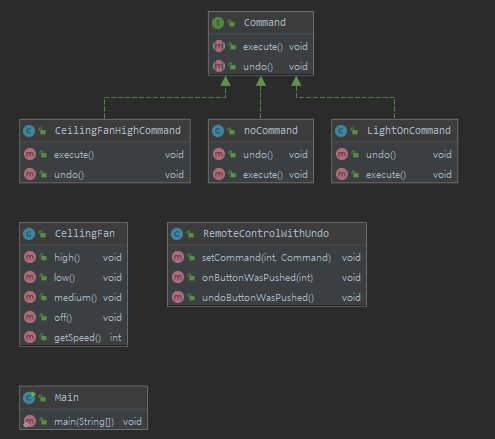 Command
execute() void
undo() void
CeilingFanHighCommand
execute() void
undo() void
noCommand
undo() void
execute() void
LightOnCommand
undo() void
execute() void
CellingFan
high() void
low() void
medium() void
off() void
getSpeed() int
RemoteControlWithUndo
setCommand(int, Command) void
onButtonWasPushed(int) void
undoButtonWasPushed() void
Main
main(String[]) void